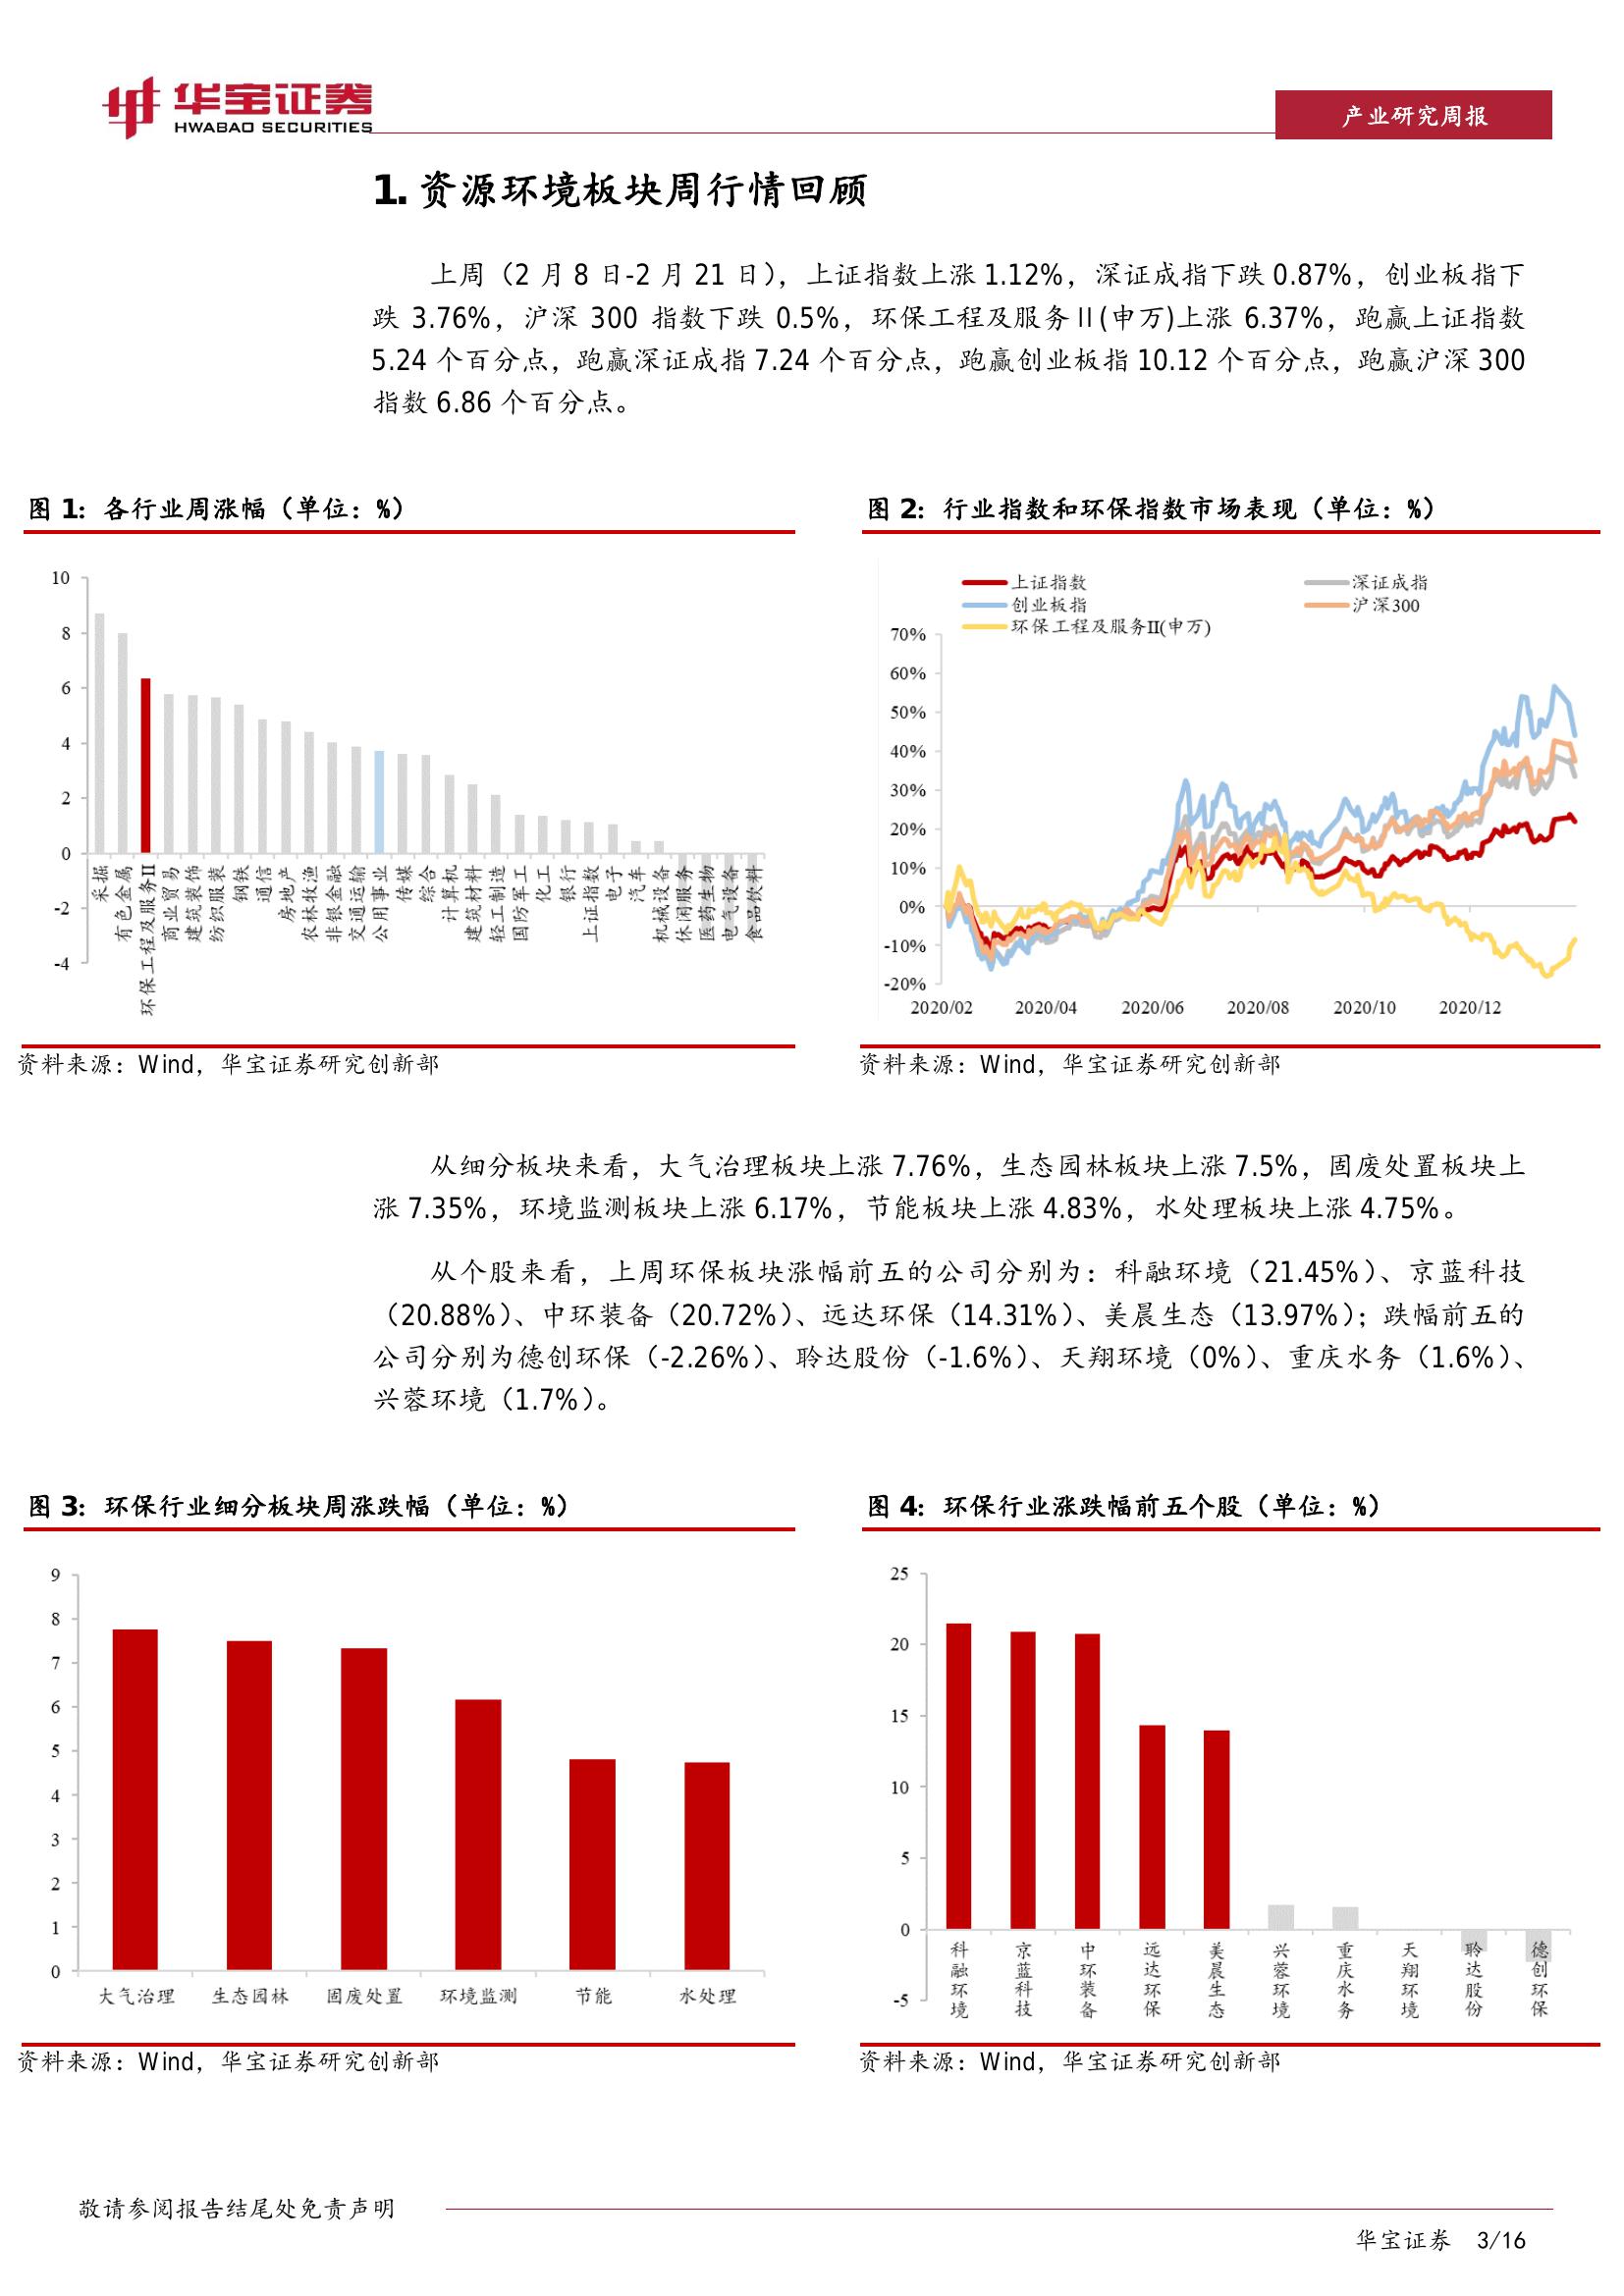 华宝证券
HWABAO SECURITIES
产业研究周报
1. 资源环境板块周行情回顾
上周（2 月 8 日-2 月 21 日），上证指数上涨 1.12%，深证成指下跌 0.87%，创业板指下
跌 3.76%，沪深 300 指数下跌 0.5%，环保工程及服务Ⅱ(申万)上涨 6.37%，跑赢上证指数
5.24 个百分点，跑赢深证成指 7.24 个百分点，跑赢创业板指 10.12 个百分点，跑赢沪深 300
指数 6.86 个百分点。
图 1：各行业周涨幅（单位：%）
10
8
6
4
2
0
-2
-4
采掘
有色金属
环保工程及服务Ⅱ
商业贸易
建筑装饰
纺织服装
钢铁
通信
房地产
农林牧渔
非银金融
交通运输
公用事业
传媒
综合
计算机
建筑材料
轻工制造
国防军工
化工
银行
上证指数
电子
汽车
机械设备
休闲服务
医药生物
电气设备
食品饮料
资料来源：Wind，华宝证券研究创新部
图 2：行业指数和环保指数市场表现（单位：%）
上证指数 深证成指
创业板指 沪深300
环保工程及服务Ⅱ(申万)
70%
60%
50%
40%
30%
20%
10%
0%
-10%
-20%
2020/02 2020/04 2020/06 2020/08 2020/10 2020/12
资料来源：Wind，华宝证券研究创新部
从细分板块来看，大气治理板块上涨 7.76%，生态园林板块上涨 7.5%，固废处置板块上
涨 7.35%，环境监测板块上涨 6.17%，节能板块上涨 4.83%，水处理板块上涨 4.75%。
从个股来看，上周环保板块涨幅前五的公司分别为：科融环境（21.45%）、京蓝科技
（20.88%）、中环装备（20.72%）、远达环保（14.31%）、美晨生态（13.97%）；跌幅前五的
公司分别为德创环保（-2.26%）、聆达股份（-1.6%）、天翔环境（0%）、重庆水务（1.6%）、
兴蓉环境（1.7%）。
图 3：环保行业细分板块周涨跌幅（单位：%）
9
8
7
6
5
4
3
2
1
0
大气治理 生态园林 固废处置 环境监测 节能 水处理
资料来源：Wind，华宝证券研究创新部
图 4：环保行业涨跌幅前五个股（单位：%）
25
20
15
10
5
0
-5
科融环境
京蓝科技
中环装备
远达环保
美晨生态
兴蓉环境
重庆水务
天翔环境
聆达股份
德创环保
资料来源：Wind，华宝证券研究创新部
敬请参阅报告结尾处免责声明
华宝证券 3/16